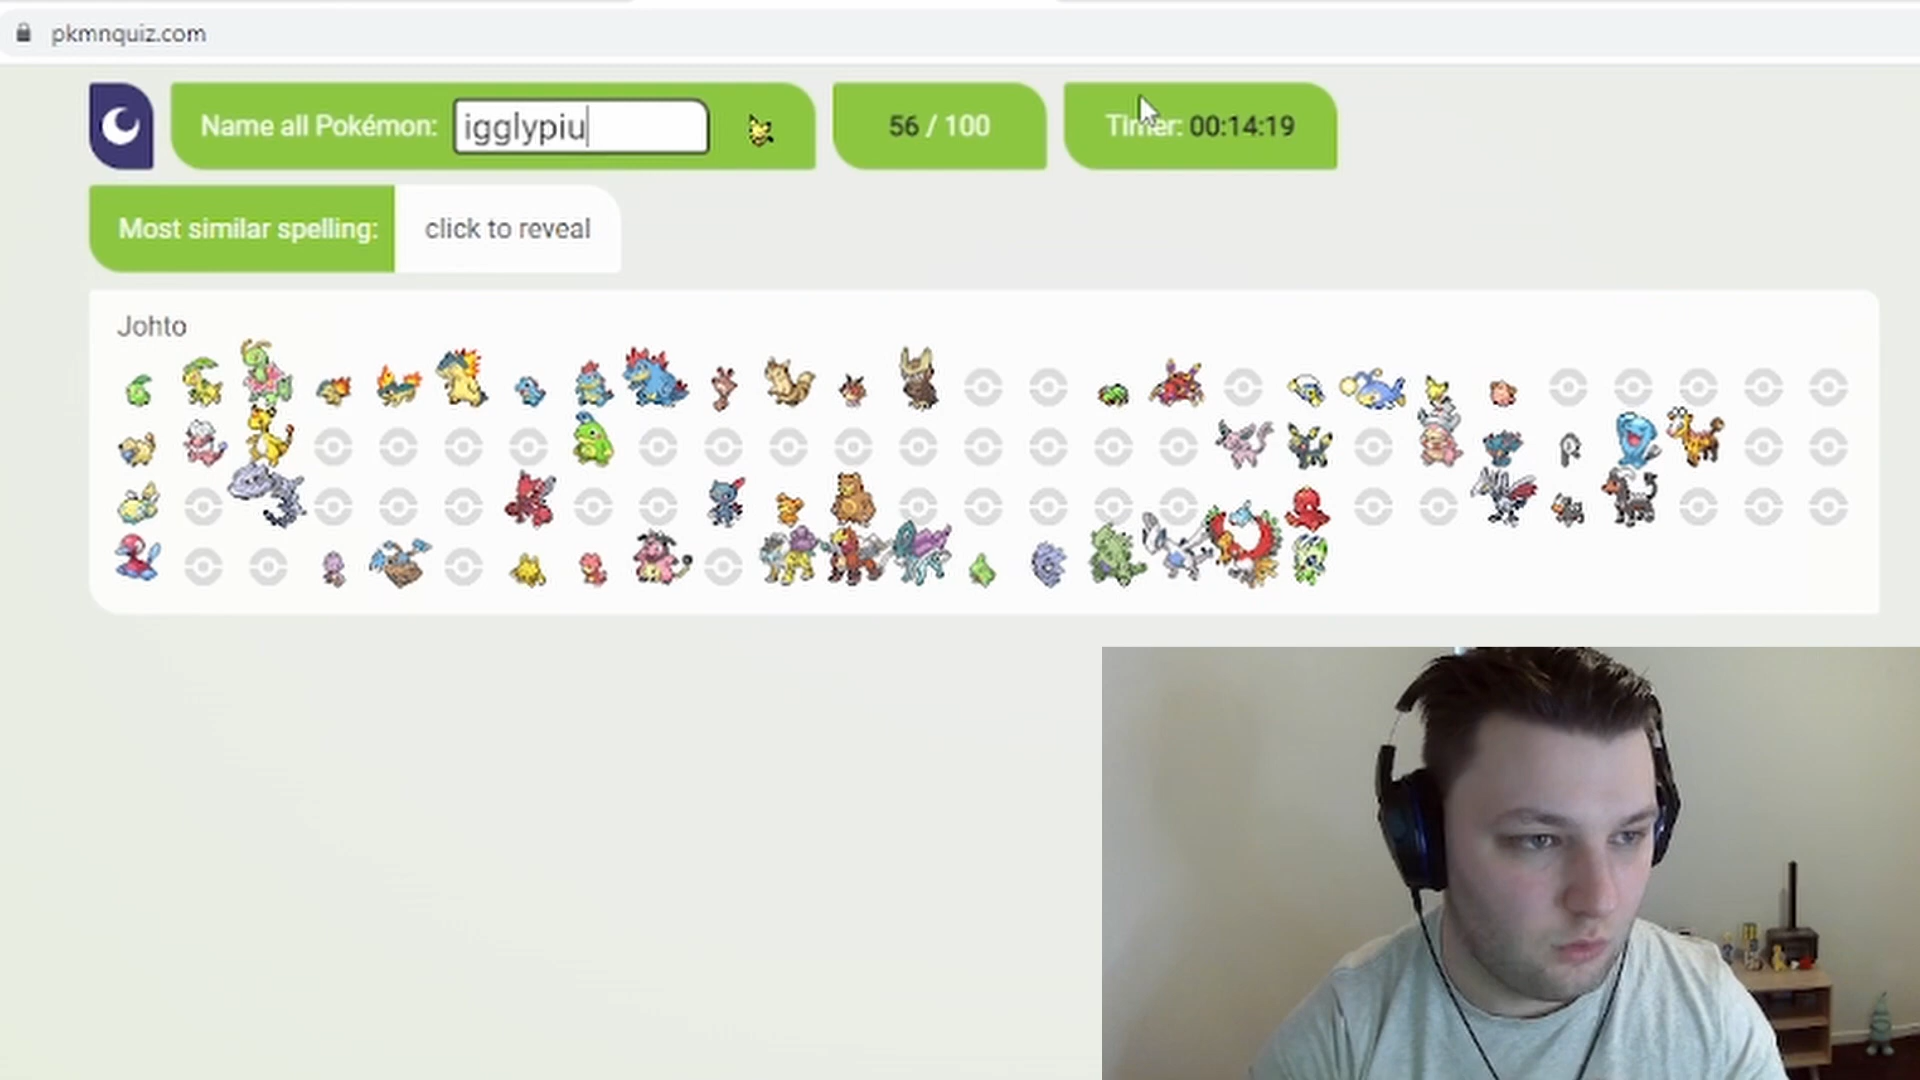 pkmnquiz.com
Name all Pokémon: igglypiu 56 / 100 Timer: 00:14:19
Most similar spelling: click to reveal
Johto